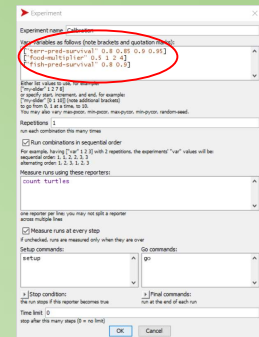 Experiment
Experiment name Calibration
Vary variables as follows (note brackets and quotation marks):
["terr-pred-survival" 0.8 0.85 0.9 0.95]
["food-multiplier" 0.5 1 2 4]
["fish-pred-survival" 0.8 0.9]
Either list values to use, for example:
["my-slider" 1 2 7 8]
or specify start, increment, and end, for example:
["my-slider" [0 1 10]] (note additional brackets)
to go from 0, 1 at a time, to 10.
You may also vary max-pxcor, min-pxcor, max-pycor, min-pycor, random-seed.
Repetitions 1
run each combination this many times
Run combinations in sequential order
For example, having ["var" 1 2 3] with 2 repetitions, the experiments' "var" values will be:
sequential order: 1, 1, 2, 2, 3, 3
alternating order: 1, 2, 3, 1, 2, 3
Measure runs using these reporters:
count turtles
one reporter per line; you may not split a reporter
across multiple lines
Measure runs at every step
if unchecked, runs are measured only when they are over
Setup commands: Go commands:
setup go
Stop condition: Final commands:
the run stops if this reporter becomes true run at the end of each run
Time limit 0
stop after this many steps (0 = no limit)
OK Cancel